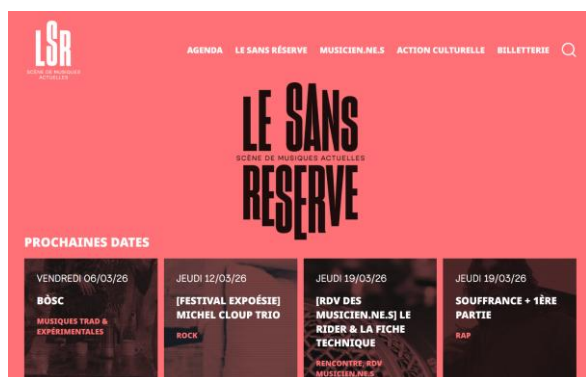 LSR
SCÈNE DE MUSIQUES
ACTUELLES
AGENDA LE SANS RÉSERVE MUSICIEN.NE.S ACTION CULTURELLE BILLETTERIE
LE SANS
SCÈNE DE MUSIQUES ACTUELLES
RESERVE
PROCHAINES DATES
VENDREDI 06/03/26
BÒSC
MUSIQUES TRAD &
EXPÉRIMENTALES
JEUDI 12/03/26
[FESTIVAL EXPOÉSIE]
MICHEL CLOUP TRIO
ROCK
JEUDI 19/03/26
[RDV DES
MUSICIEN.NE.S] LE
RIDER & LA FICHE
TECHNIQUE
RENCONTRE, RDV
MUSICIEN.NE.S
JEUDI 19/03/26
SOUFFRANCE + 1ÈRE
PARTIE
RAP